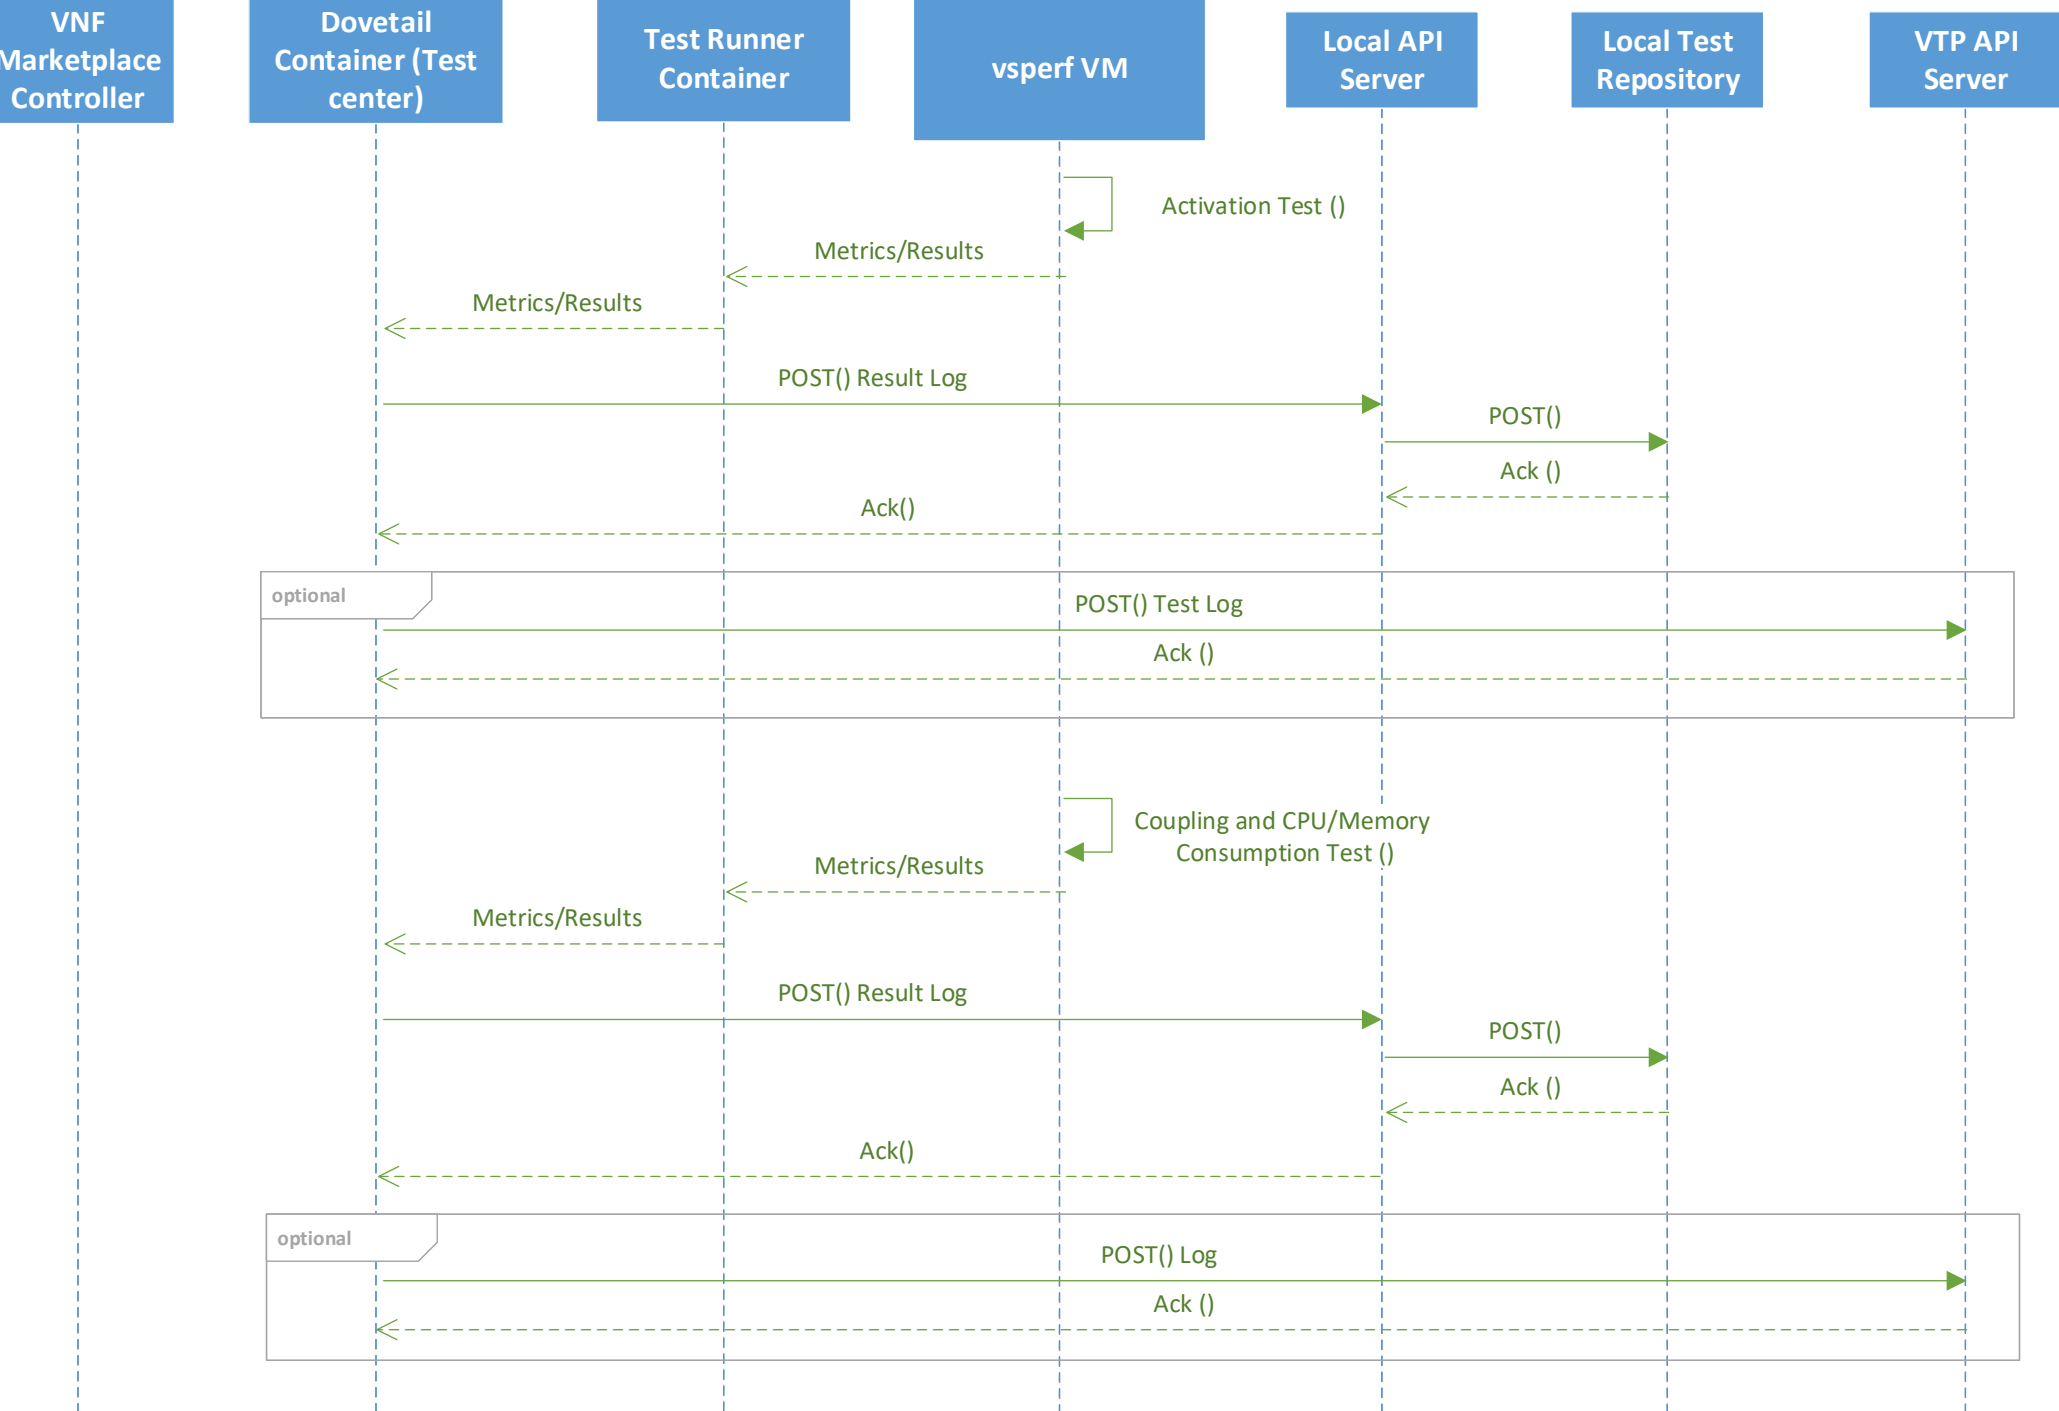 VNF
Marketplace
Controller
Dovetail
Container (Test
center)
Test Runner
Container
vsperf VM
Local API
Server
Local Test
Repository
VTP API
Server
Activation Test ()
Metrics/Results
Metrics/Results
POST() Result Log
POST()
Ack ()
Ack()
optional
POST() Test Log
Ack ()
Coupling and CPU/Memory
Consumption Test ()
Metrics/Results
Metrics/Results
POST() Result Log
POST()
Ack ()
Ack()
optional
POST() Log
Ack ()